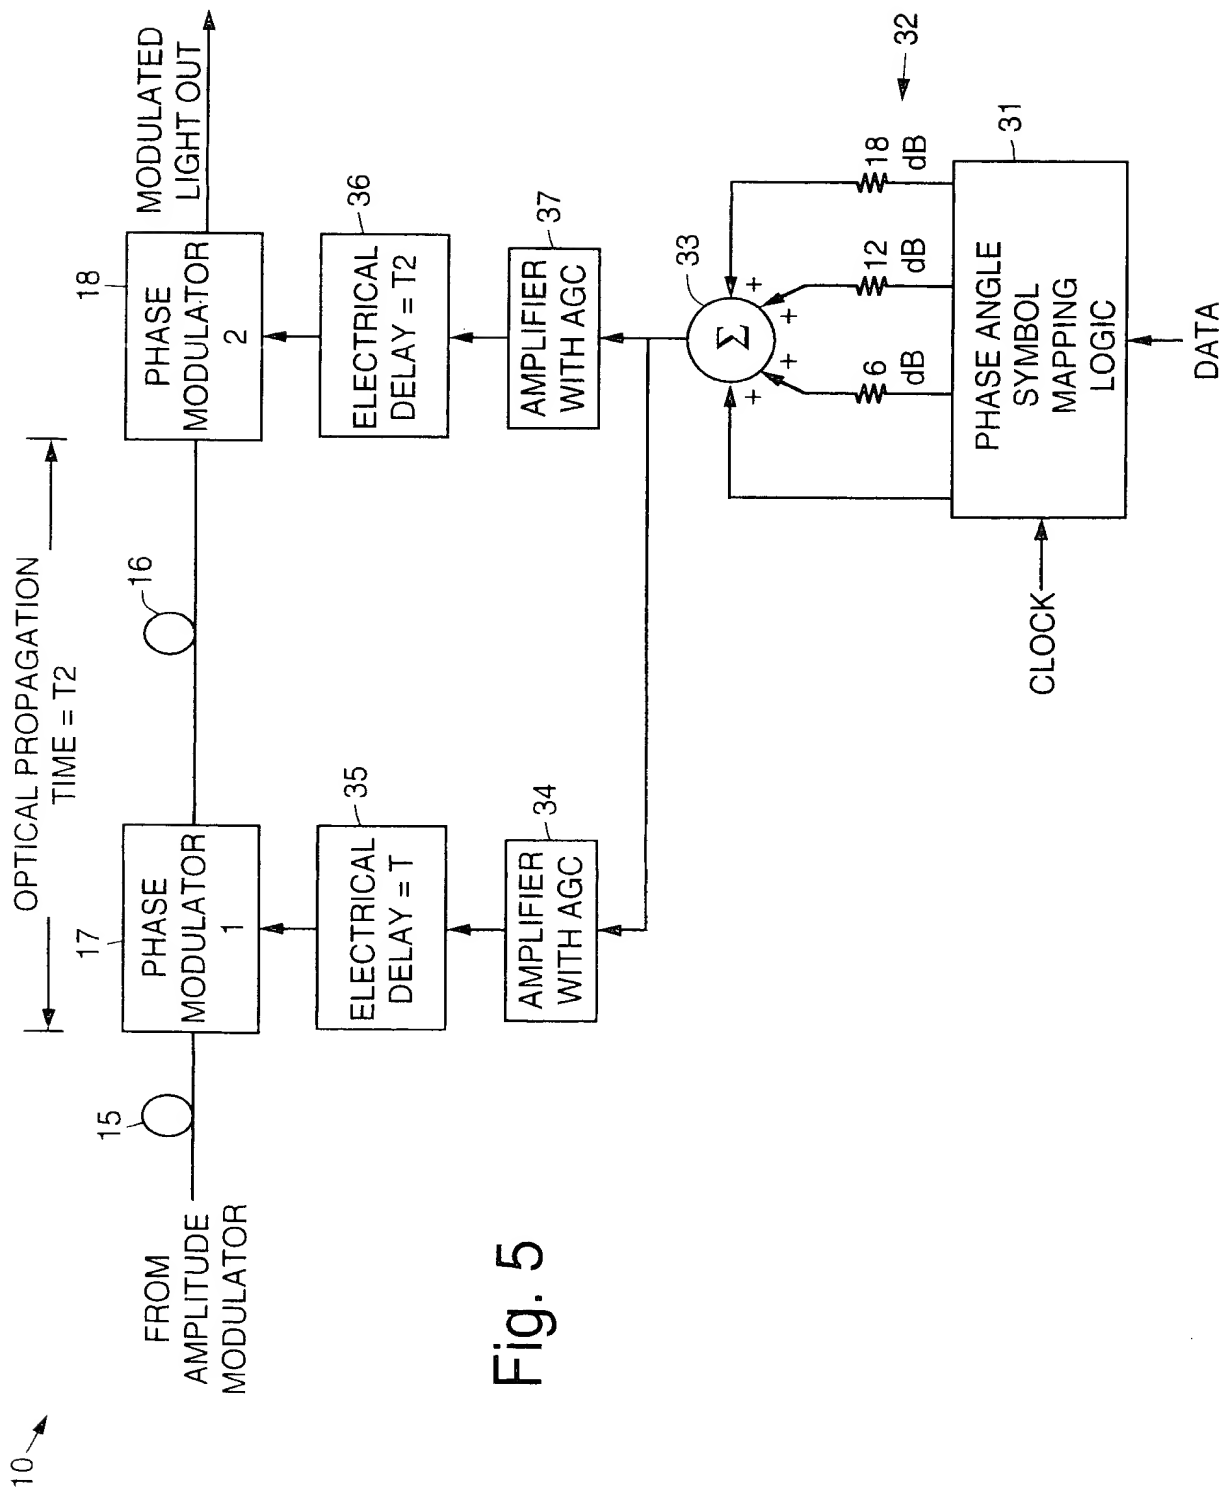 10
OPTICAL PROPAGATION
TIME = T2
FROM
AMPLITUDE
MODULATOR
15
17
PHASE
MODULATOR
1
16
18
PHASE
MODULATOR
2
MODULATED
LIGHT OUT
35
ELECTRICAL
DELAY = T
36
ELECTRICAL
DELAY = T2
34
AMPLIFIER
WITH AGC
37
AMPLIFIER
WITH AGC
33
Σ
+
+
+
+
6
dB
12
dB
18
dB
32
31
PHASE ANGLE
SYMBOL
MAPPING
LOGIC
CLOCK
DATA
Fig. 5